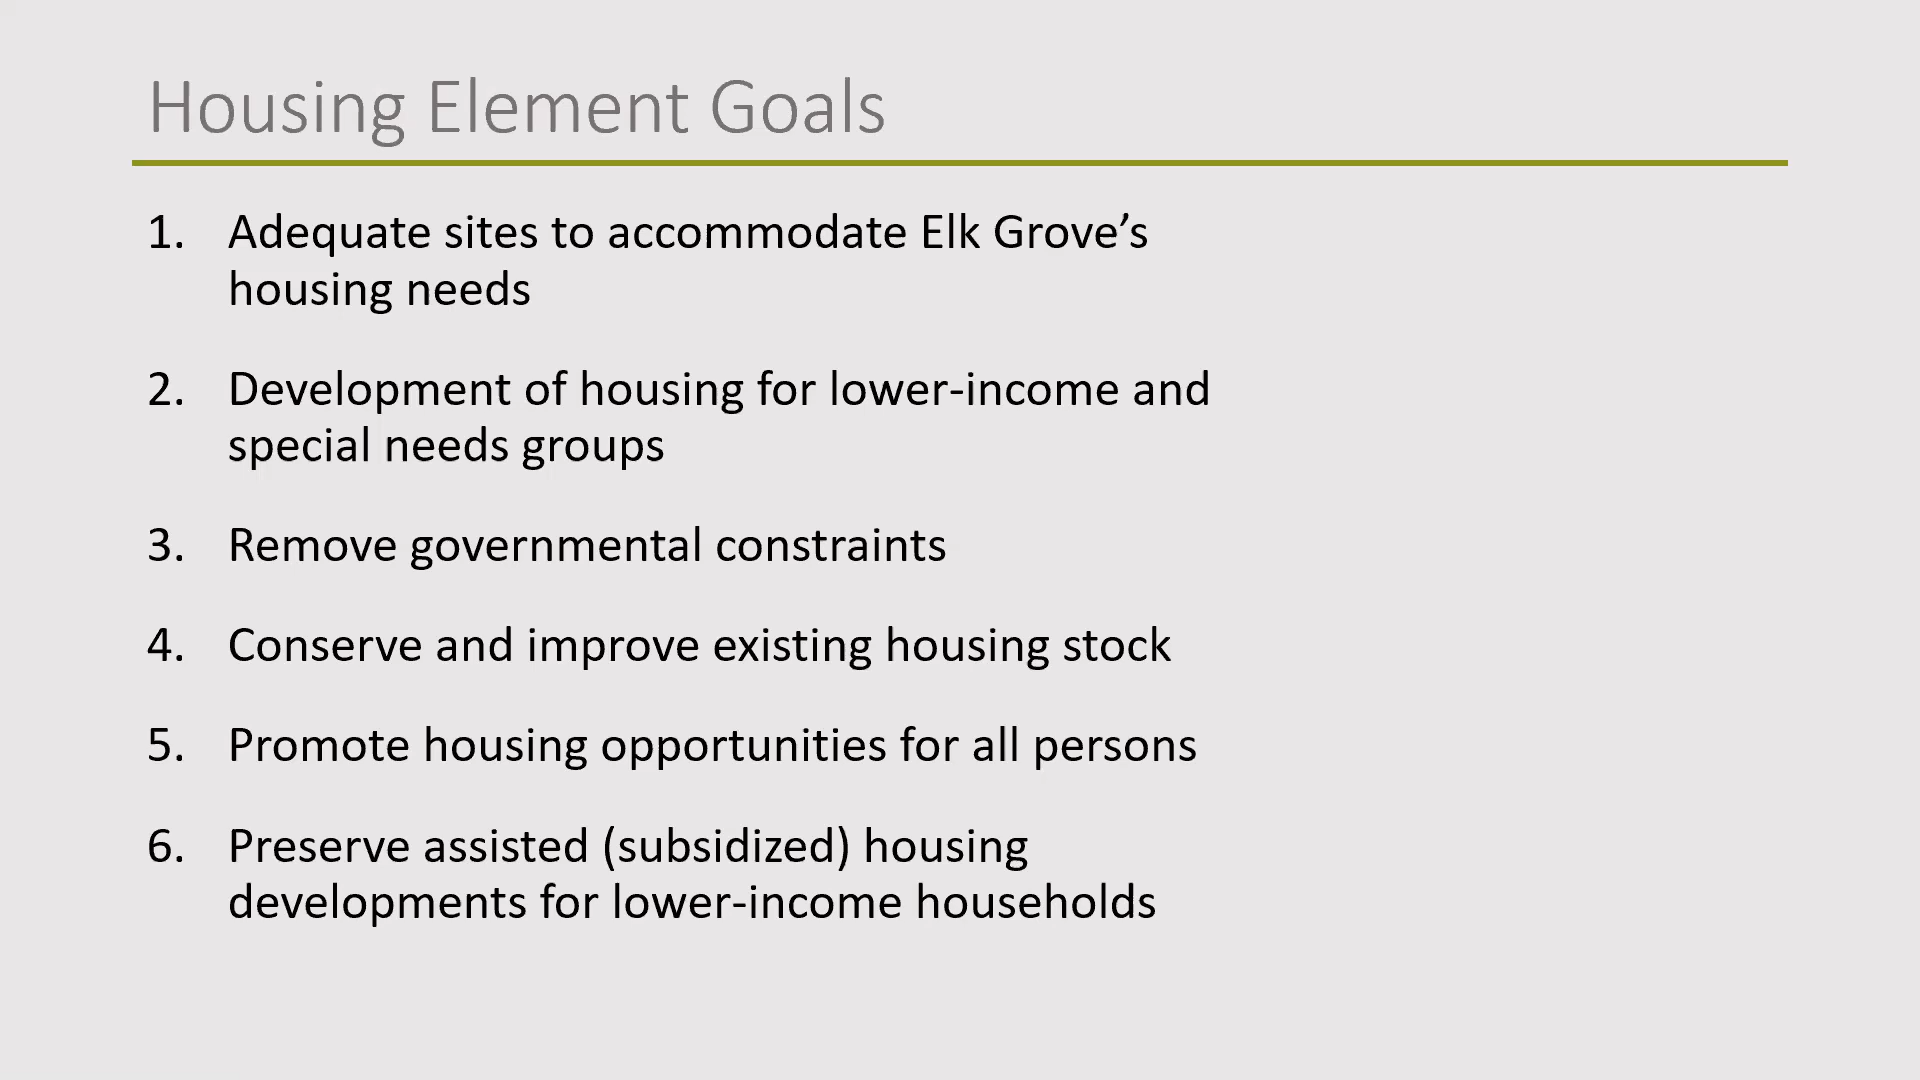 Housing Element Goals
1. Adequate sites to accommodate Elk Grove’s
housing needs
2. Development of housing for lower-income and
special needs groups
3. Remove governmental constraints
4. Conserve and improve existing housing stock
5. Promote housing opportunities for all persons
6. Preserve assisted (subsidized) housing
developments for lower-income households